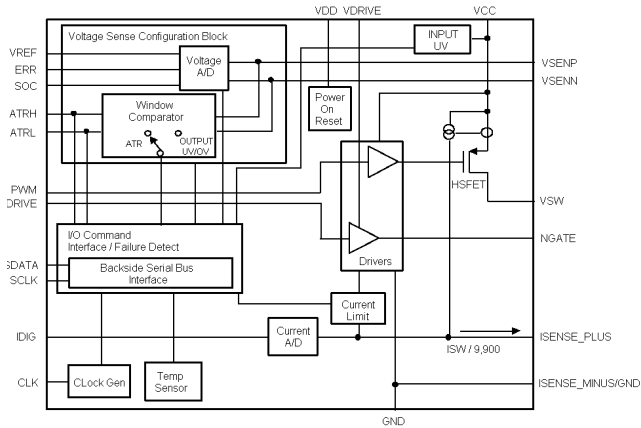 VDD VDRIVE VCC
Voltage Sense Configuration Block
INPUT
UV
VREF
ERR
SOC
Voltage
A/D
VSENP
VSENN
ATRH
ATRL
Window
Comparator
ATR
OUTPUT
UV/OV
Power
On
Reset
HSFET
PWM
DRIVE
VSW
I/O Command
Interface / Failure Detect
NGATE
Drivers
SDATA
SCLK
Backside Serial Bus
Interface
Current
Limit
IDIG
Current
A/D
ISW / 9,900
ISENSE_PLUS
CLK
CLock Gen
Temp
Sensor
ISENSE_MINUS/GND
GND